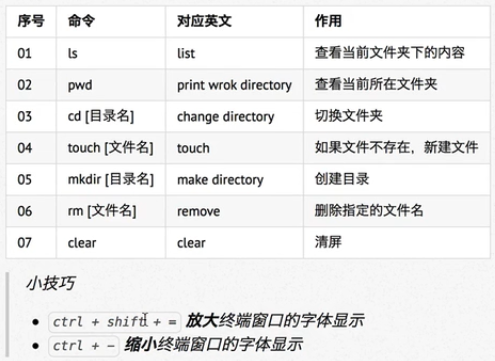 序号 命令 对应英文 作用
01 ls list 查看当前文件夹下的内容
02 pwd print wrok directory 查看当前所在文件夹
03 cd [目录名] change directory 切换文件夹
04 touch [文件名] touch 如果文件不存在，新建文件
05 mkdir [目录名] make directory 创建目录
06 rm [文件名] remove 删除指定的文件名
07 clear clear 清屏
小技巧
• ctrl + shift + = 放大终端窗口的字体显示
• ctrl + - 缩小终端窗口的字体显示